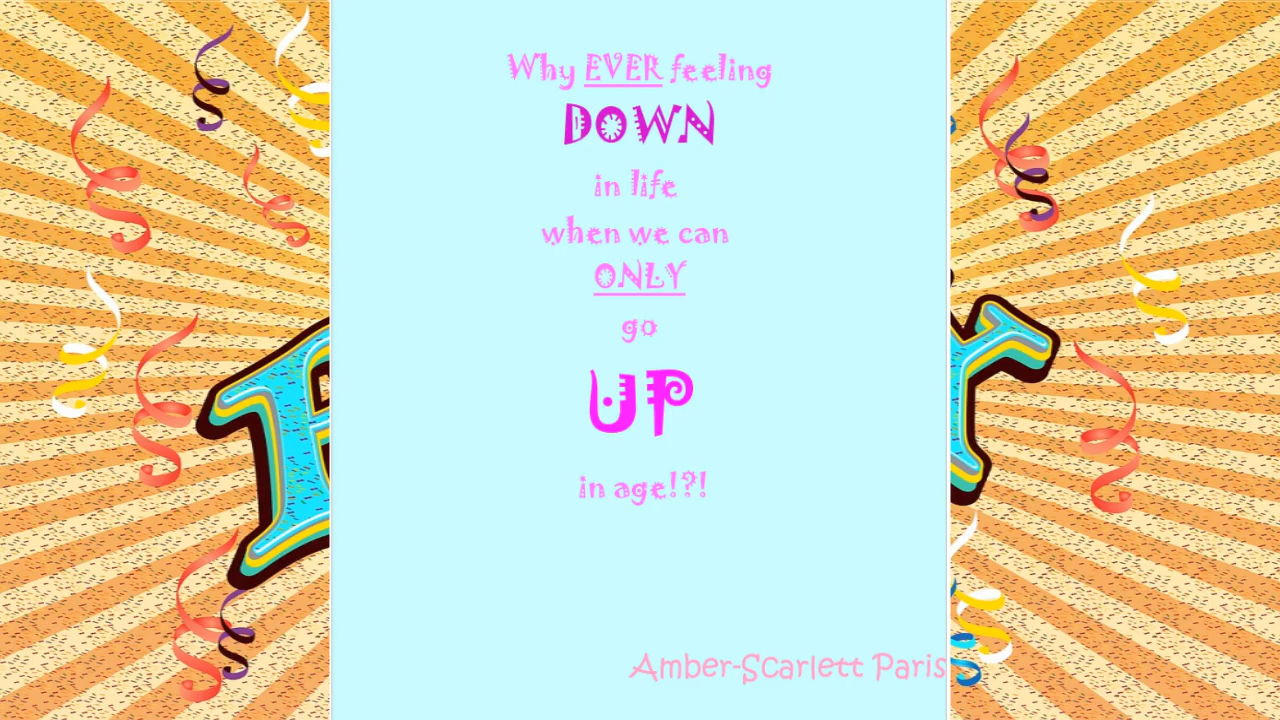 Why EVER feeling
DOWN
in life
when we can
ONLY
go
UP
in age!?!
Amber-Scarlett Paris